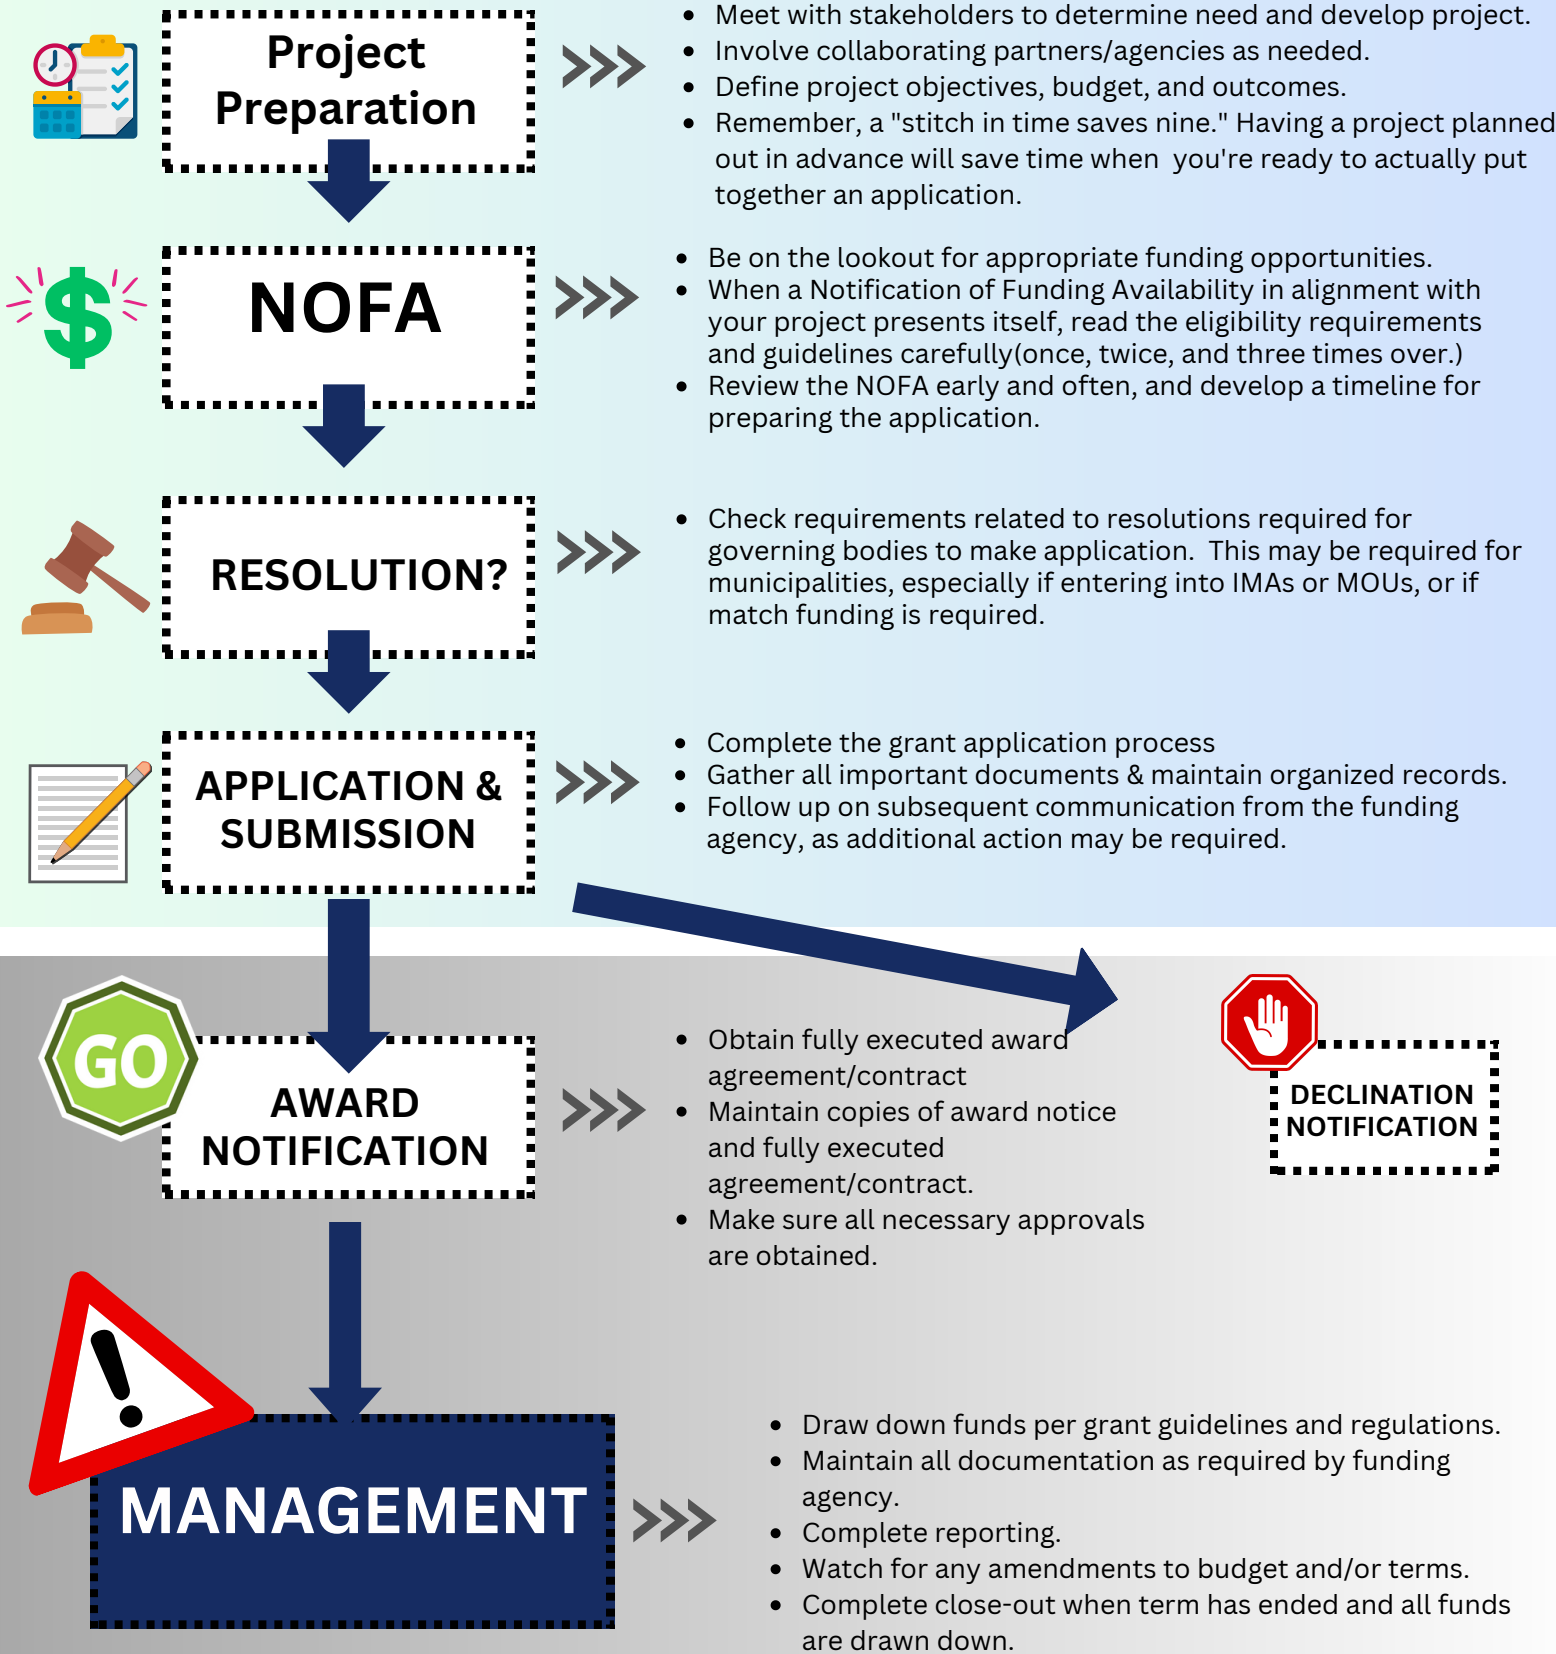 Project
Preparation
• Meet with stakeholders to determine need and develop project.
• Involve collaborating partners/agencies as needed.
• Define project objectives, budget, and outcomes.
• Remember, a "stitch in time saves nine." Having a project planned
out in advance will save time when  you're ready to actually put
together an application.
NOFA
• Be on the lookout for appropriate funding opportunities.
• When a Notification of Funding Availability in alignment with
your project presents itself, read the eligibility requirements
and guidelines carefully(once, twice, and three times over.)
• Review the NOFA early and often, and develop a timeline for
preparing the application.
RESOLUTION?
• Check requirements related to resolutions required for
governing bodies to make application.  This may be required for
municipalities, especially if entering into IMAs or MOUs, or if
match funding is required.
APPLICATION &
SUBMISSION
• Complete the grant application process
• Gather all important documents & maintain organized records.
• Follow up on subsequent communication from the funding
agency, as additional action may be required.
GO
AWARD
NOTIFICATION
• Obtain fully executed award
agreement/contract
• Maintain copies of award notice
and fully executed
agreement/contract.
• Make sure all necessary approvals
are obtained.
DECLINATION
NOTIFICATION
MANAGEMENT
• Draw down funds per grant guidelines and regulations.
• Maintain all documentation as required by funding
agency.
• Complete reporting.
• Watch for any amendments to budget and/or terms.
• Complete close-out when term has ended and all funds
are drawn down.